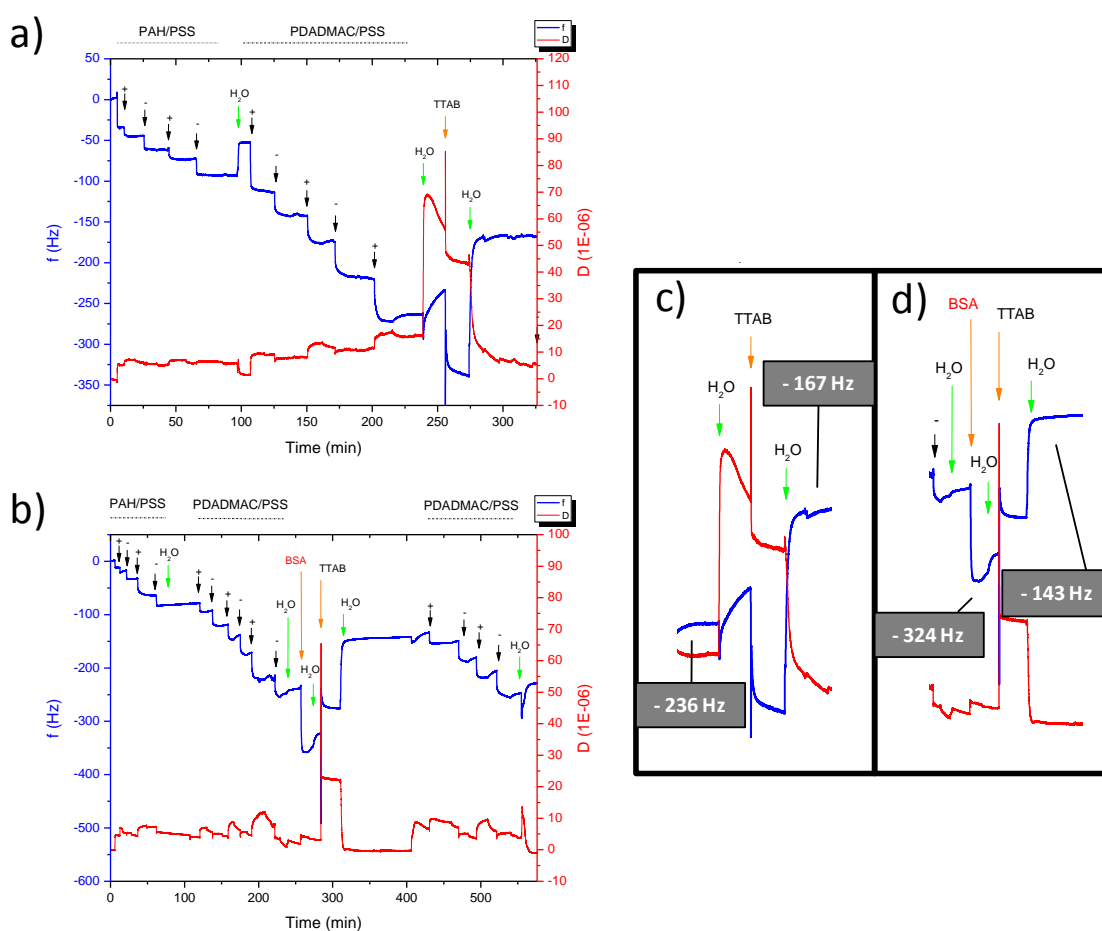 a)
PAH/PSS
PDADMAC/PSS
f
D
50
0
-50
-100
-150
-200
-250
-300
-350
f (Hz)
120
110
100
90
80
70
60
50
40
30
20
10
0
-10
D (1E-06)
+
-
+
-
H2O
+
-
+
-
+
H2O
TTAB
H2O
0 50 100 150 200 250 300
Time (min)
b)
PAH/PSS
PDADMAC/PSS
PDADMAC/PSS
f
D
0
-100
-200
-300
-400
-500
-600
f (Hz)
100
90
80
70
60
50
40
30
20
10
0
-10
D (1E-06)
+
-
+
-
H2O
+
-
+
-
+
-
H2O
BSA
H2O
TTAB
H2O
+
-
+
-
H2O
0 100 200 300 400 500
Time (min)
c)
TTAB
H2O
H2O
- 167 Hz
- 236 Hz
d)
BSA
TTAB
-
H2O
H2O
H2O
- 143 Hz
- 324 Hz